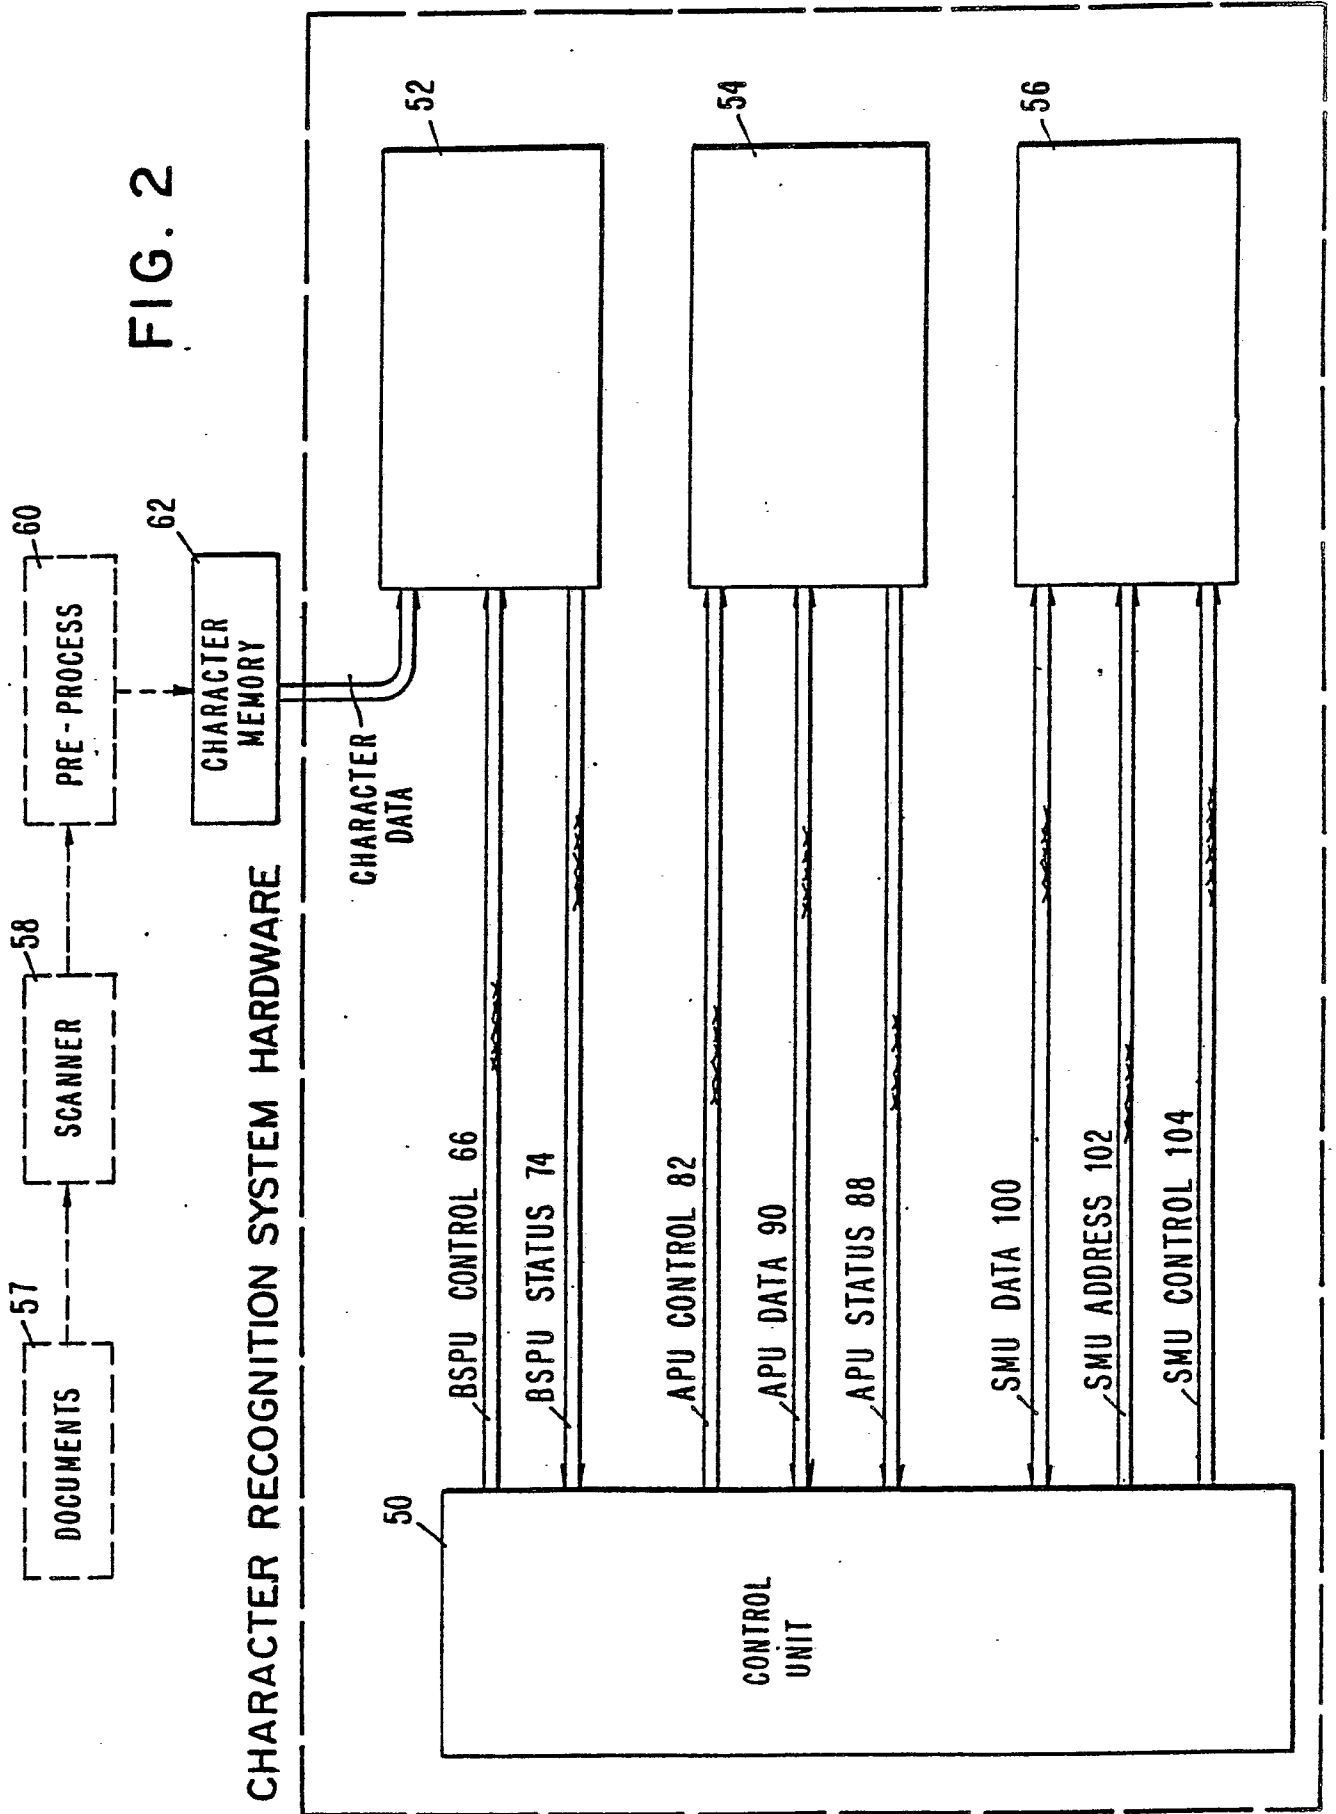 FIG. 2
57
DOCUMENTS
58
SCANNER
60
PRE-PROCESS
62
CHARACTER
MEMORY
CHARACTER RECOGNITION SYSTEM HARDWARE
CHARACTER
DATA
50
CONTROL
UNIT
BSPU CONTROL 66
BSPU STATUS 74
52
APU CONTROL 82
APU DATA 90
APU STATUS 88
54
SMU DATA 100
SMU ADDRESS 102
SMU CONTROL 104
56